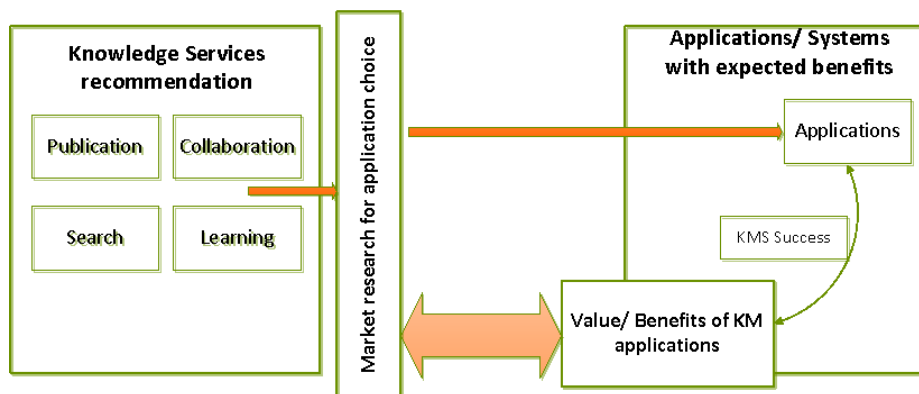 Knowledge Services
recommendation
Publication
Collaboration
Search
Learning
Market research for application choice
Applications/ Systems
with expected benefits
Applications
KMS Success
Value/ Benefits of KM
applications